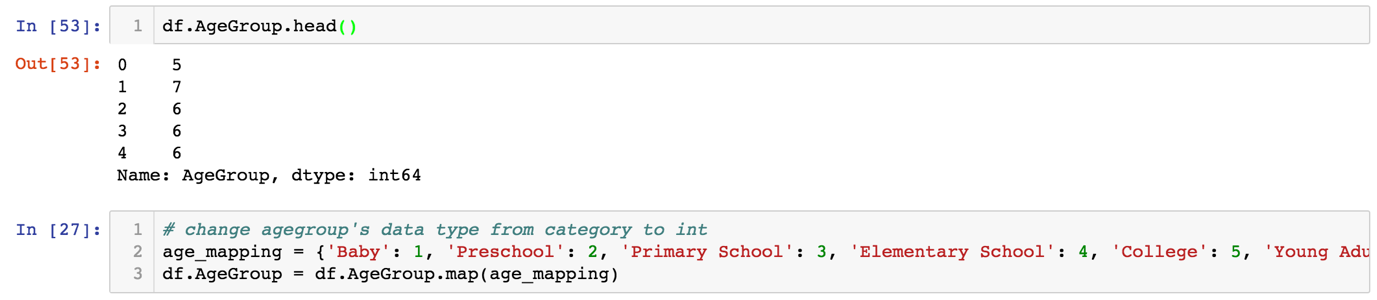 In [53]: 1 df.AgeGroup.head()
Out[53]: 0 5
1 7
2 6
3 6
4 6
Name: AgeGroup, dtype: int64
In [27]: 1 # change agegroup's data type from category to int
2 age_mapping = {'Baby': 1, 'Preschool': 2, 'Primary School': 3, 'Elementary School': 4, 'College': 5, 'Young
3 df.AgeGroup = df.AgeGroup.map(age_mapping)